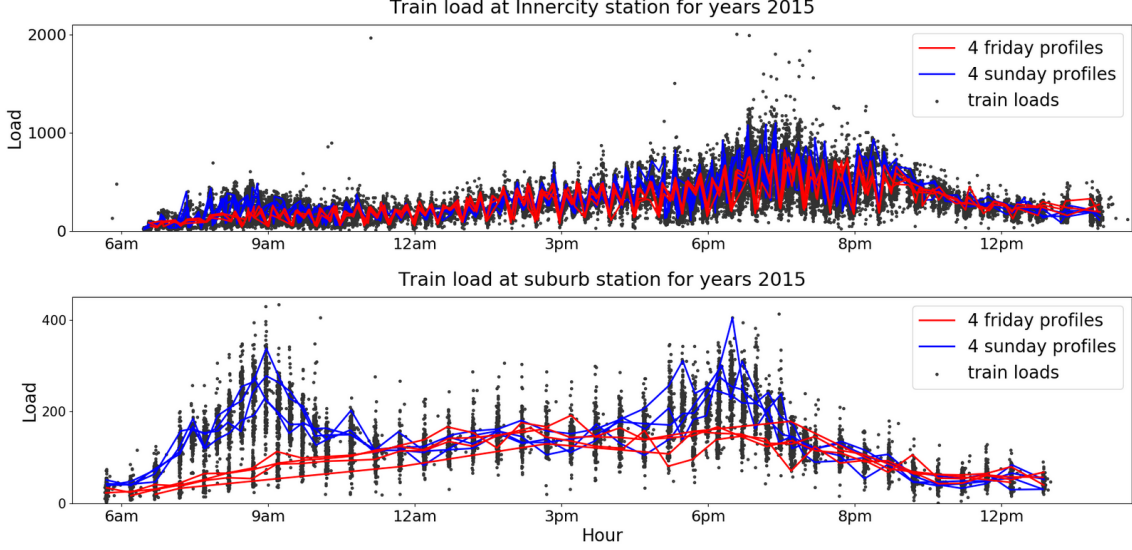 Train load at Innercity station for years 2015
2000
1000
0
Load
4 friday profiles
4 sunday profiles
train loads
6am
9am
12am
3pm
6pm
8pm
12pm
Train load at suburb station for years 2015
400
200
0
Load
4 friday profiles
4 sunday profiles
train loads
6am
9am
12am
3pm
6pm
8pm
12pm
Hour